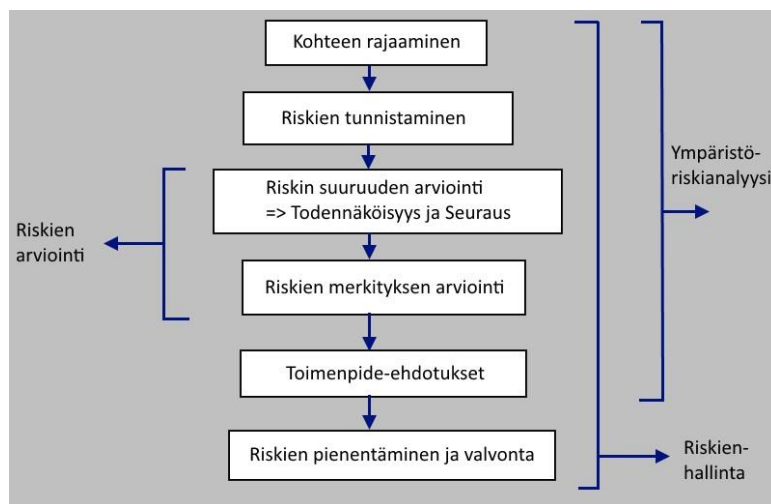 Kohteen rajaaminen
Riskien tunnistaminen
Ympäristö-
riskianalyysi
Riskin suuruuden arviointi
=> Todennäköisyys ja Seuraus
Riskien
arviointi
Riskien merkityksen arviointi
Toimenpide-ehdotukset
Riskien pienentäminen ja valvonta
Riskien-
hallinta